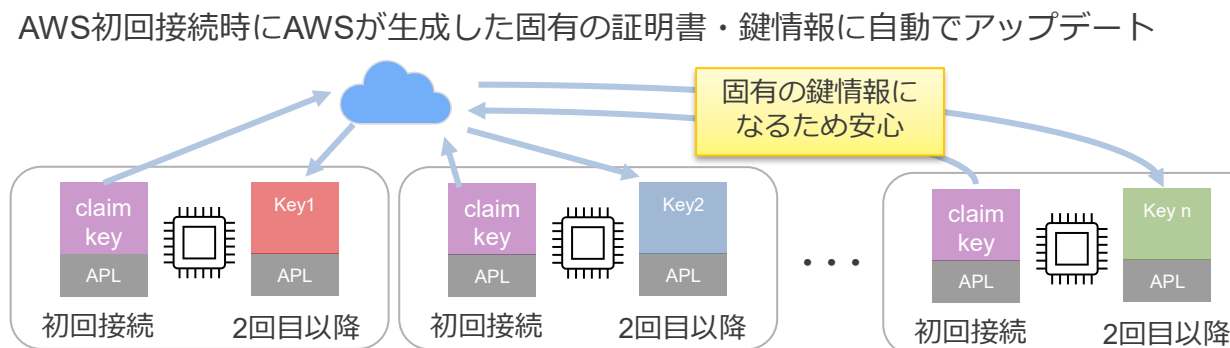 AWS初回接続時にAWSが生成した固有の証明書・鍵情報に自動でアップデート
固有の鍵情報に
なるため安心
claim
key
APL
Key1
APL
初回接続
2回目以降
claim
key
APL
Key2
APL
初回接続
2回目以降
・・・
claim
key
APL
Key n
APL
初回接続
2回目以降